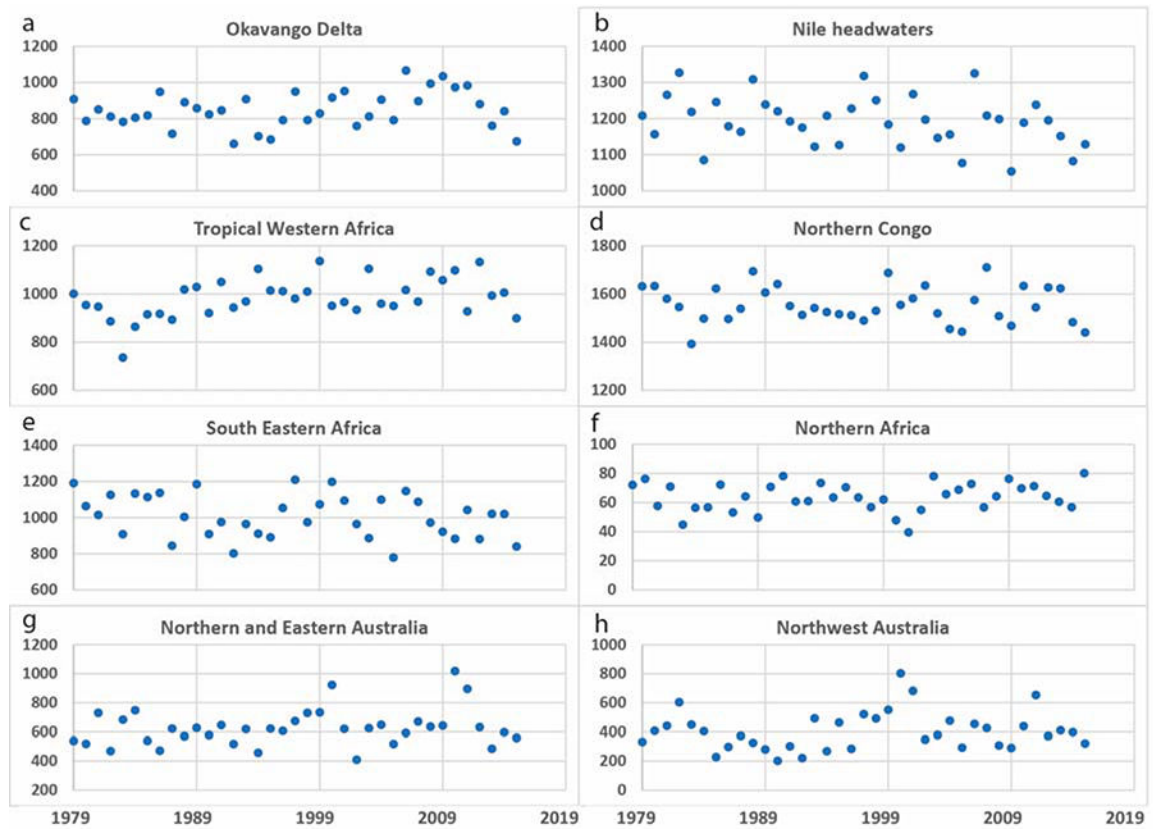 a
Okavango Delta
1200
1000
800
600
400
b
Nile headwaters
1400
1300
1200
1100
1000
c
Tropical Western Africa
1200
1000
800
600
d
Northern Congo
1800
1600
1400
1200
e
South Eastern Africa
1400
1200
1000
800
600
f
Northern Africa
100
80
60
40
20
0
g
Northern and Eastern Australia
1200
1000
800
600
400
200
1979 1989 1999 2009 2019
h
Northwest Australia
1000
800
600
400
200
0
1979 1989 1999 2009 2019